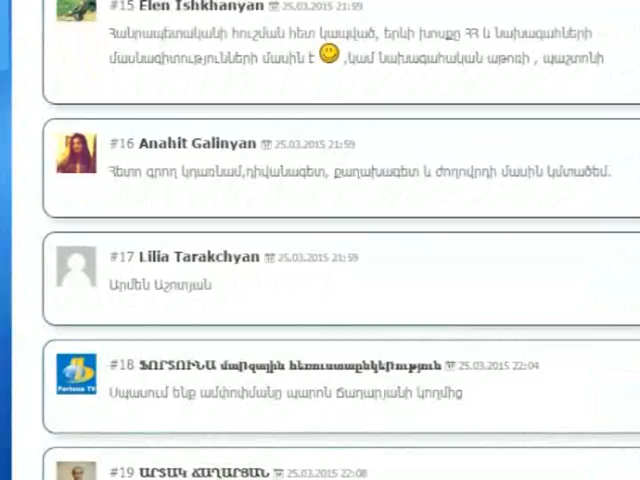 #15 Elen Ishkhanyan 25.03.2015 21:59
Հանրապետականի հուշման հետ կապված, երևի խոսքը ՀՀ և նախագահների
մասնագիտությունների մասին է ,կամ նախագահական աթոռի , պաշտոնի
#16 Anahit Galinyan 25.03.2015 21:59
Հետո գրող կդառնամ,դիվանագետ, քաղախագետ և ժողովրդի մասին կմտածեմ.
#17 Lilia Tarakchyan 25.03.2015 21:59
Արմեն Աշոտյան
#18 ՖՈՐՏՈՒՆԱ մարզային հեռուստաընկերություն 25.03.2015 22:04
Fortuna TV
Սպասում ենք ամփոփմանը պարոն Ճաղարյանի կողմից
#19 ԱՐՏԱԿ ՃԱՂԱՐՅԱՆ 25.03.2015 22:08